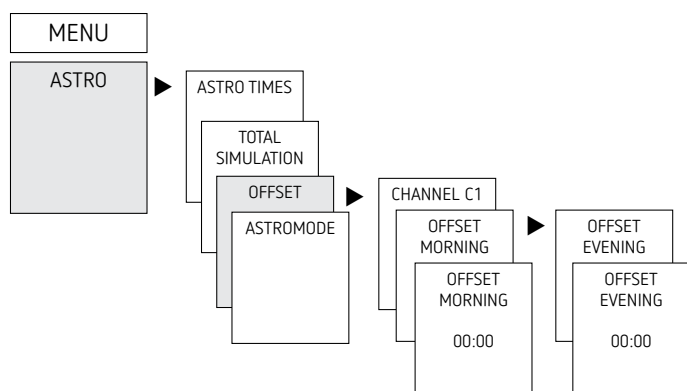 MENU
ASTRO
ASTRO TIMES
TOTAL
SIMULATION
OFFSET
ASTROMODE
CHANNEL C1
OFFSET
MORNING
OFFSET
MORNING
00:00
OFFSET
EVENING
OFFSET
EVENING
00:00